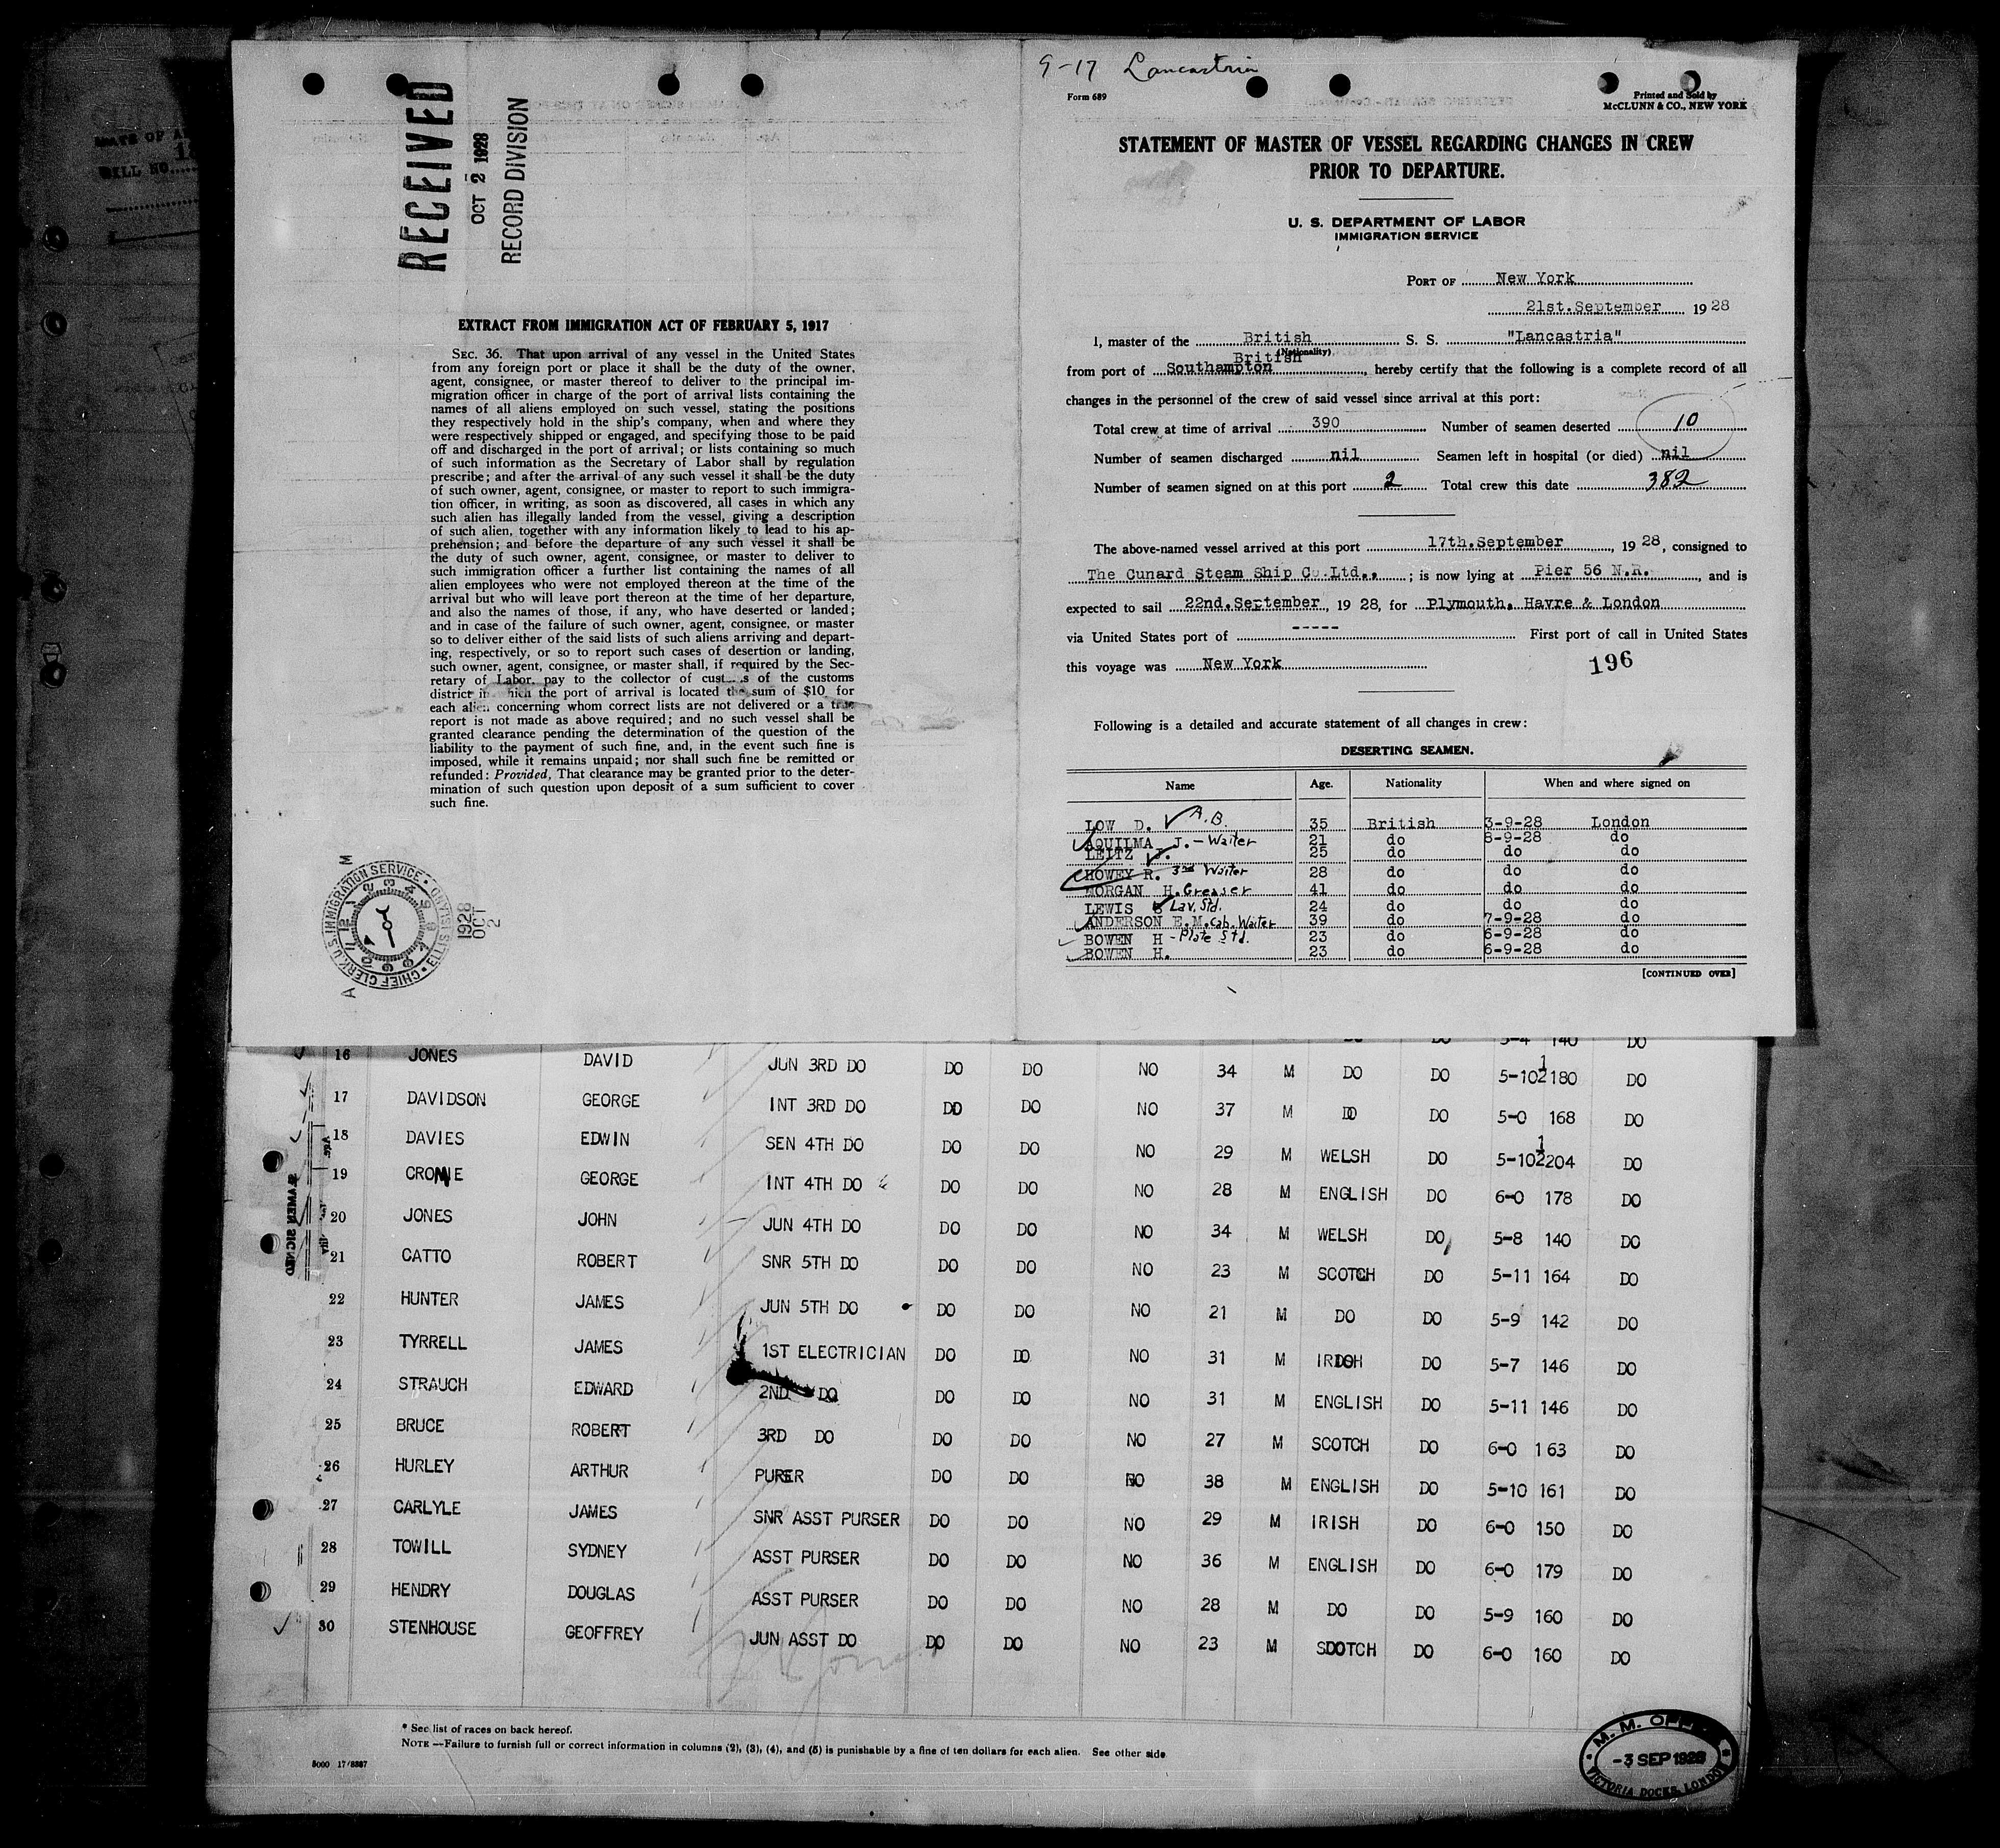 RECEIVED
OCT 2 1928
RECORD DIVISION
EXTRACT FROM IMMIGRATION ACT OF FEBRUARY 5, 1917
SEC. 36. That upon arrival of any vessel in the United States
from any foreign port or place it shall be the duty of the owner,
agent, consignee, or master thereof to deliver to the principal im-
migration officer in charge of the port of arrival lists containing the
names of all aliens employed on such vessel, stating the positions
they respectively hold in the ship's company, when and where they
were respectively shipped or engaged, and specifying those to be paid
off and discharged in the port of arrival; or lists containing so much
of such information as the Secretary of Labor shall by regulation
prescribe; and after the arrival of any such vessel it shall be the duty
of such owner, agent, consignee, or master to report to such immigra-
tion officer, in writing, as soon as discovered, all cases in which any
such alien has illegally landed from the vessel, giving a description
of such alien, together with any information likely to lead to his ap-
prehension; and before the departure of any such vessel it shall be
the duty of such owner, agent, consignee, or master to deliver to
such immigration officer a further list containing the names of all
alien employees who were not employed thereon at the time of the
arrival but who will leave port thereon at the time of her departure,
and also the names of those, if any, who have deserted or landed;
and in case of the failure of such owner, agent, consignee, or master
so to deliver either of the said lists of such aliens arriving and depart-
ing, respectively, or so to report such cases of desertion or landing,
such owner, agent, consignee, or master shall, if required by the Sec-
retary of Labor, pay to the collector of customs of the customs
district in which the port of arrival is located the sum of $10 for
each alien concerning whom correct lists are not delivered or a true
report is not made as above required; and no such vessel shall be
granted clearance pending the determination of the question of the
liability to the payment of such fine, and, in the event such fine is
imposed, while it remains unpaid; nor shall such fine be remitted or
refunded: Provided, That clearance may be granted prior to the deter-
mination of such question upon deposit of a sum sufficient to cover
such fine.
CHIEF CLERK U.S. IMMIGRATION SERVICE · ELLIS IS.
1928 OCT 2
9-17 Lancastria
Form 689
Printed and Sold by
McCLUNN & CO., NEW YORK
STATEMENT OF MASTER OF VESSEL REGARDING CHANGES IN CREW
PRIOR TO DEPARTURE.
U. S. DEPARTMENT OF LABOR
IMMIGRATION SERVICE
PORT OF New York
21st.September 1928
I, master of the British S. S. "Lancastria"
British (Nationality)
from port of Southampton, hereby certify that the following is a complete record of all
changes in the personnel of the crew of said vessel since arrival at this port:
Total crew at time of arrival 390 Number of seamen deserted 10
Number of seamen discharged nil Seamen left in hospital (or died) nil
Number of seamen signed on at this port 2 Total crew this date 382
The above-named vessel arrived at this port 17th.September, 1928, consigned to
The Cunard Steam Ship Co.Ltd.,; is now lying at Pier 56 N.R., and is
expected to sail 22nd.September, 1928, for Plymouth, Havre & London
via United States port of ----- First port of call in United States
this voyage was New York 196
Following is a detailed and accurate statement of all changes in crew:
DESERTING SEAMEN.
Name Age. Nationality When and where signed on
LOW D. A.B. 35 British 3-9-28 London
AQUILMA J. - Waiter 21 do 8-9-28 do
LEITZ J. 25 do do do
HOWEY R. 3rd Waiter 28 do do do
MORGAN H. Greaser 41 do do do
LEWIS Lav. Std. 24 do do do
ANDERSON E.M. Cab. Waiter 39 do 7-9-28 do
BOWEN H - Plate Std. 23 do 6-9-28 do
BOWEN H. 23 do 6-9-28 do
[CONTINUED OVER]
DO DO 5-4 140 DO
16 JONES DAVID JUN 3RD DO DO DO NO 34 M DO DO 5-10½ 180 DO
17 DAVIDSON GEORGE INT 3RD DO DO DO NO 37 M DO DO 5-0 168 DO
18 DAVIES EDWIN SEN 4TH DO DO DO NO 29 M WELSH DO 5-10½ 204 DO
19 CROMIE GEORGE INT 4TH DO DO DO NO 28 M ENGLISH DO 6-0 178 DO
20 JONES JOHN JUN 4TH DO DO DO NO 34 M WELSH DO 5-8 140 DO
21 CATTO ROBERT SNR 5TH DO DO DO NO 23 M SCOTCH DO 5-11 164 DO
22 HUNTER JAMES JUN 5TH DO DO DO NO 21 M DO DO 5-9 142 DO
23 TYRRELL JAMES 1ST ELECTRICIAN DO DO NO 31 M IRISH DO 5-7 146 DO
24 STRAUCH EDWARD 2ND DO DO DO NO 31 M ENGLISH DO 5-11 146 DO
25 BRUCE ROBERT 3RD DO DO DO NO 27 M SCOTCH DO 6-0 163 DO
26 HURLEY ARTHUR PURSER DO DO NO 38 M ENGLISH DO 5-10 161 DO
27 CARLYLE JAMES SNR ASST PURSER DO DO NO 29 M IRISH DO 6-0 150 DO
28 TOWILL SYDNEY ASST PURSER DO DO NO 36 M ENGLISH DO 6-0 179 DO
29 HENDRY DOUGLAS ASST PURSER DO DO NO 28 M DO DO 5-9 160 DO
30 STENHOUSE GEOFFREY JUN ASST DO DO DO NO 23 M SCOTCH DO 6-0 160 DO
* See list of races on back hereof.
NOTE—Failure to furnish full or correct information in columns (2), (3), (4), and (5) is punishable by a fine of ten dollars for each alien. See other side
5000 17/8887
M. M. OFFICE
-3 SEP 1928
VICTORIA DOCKS, LONDON